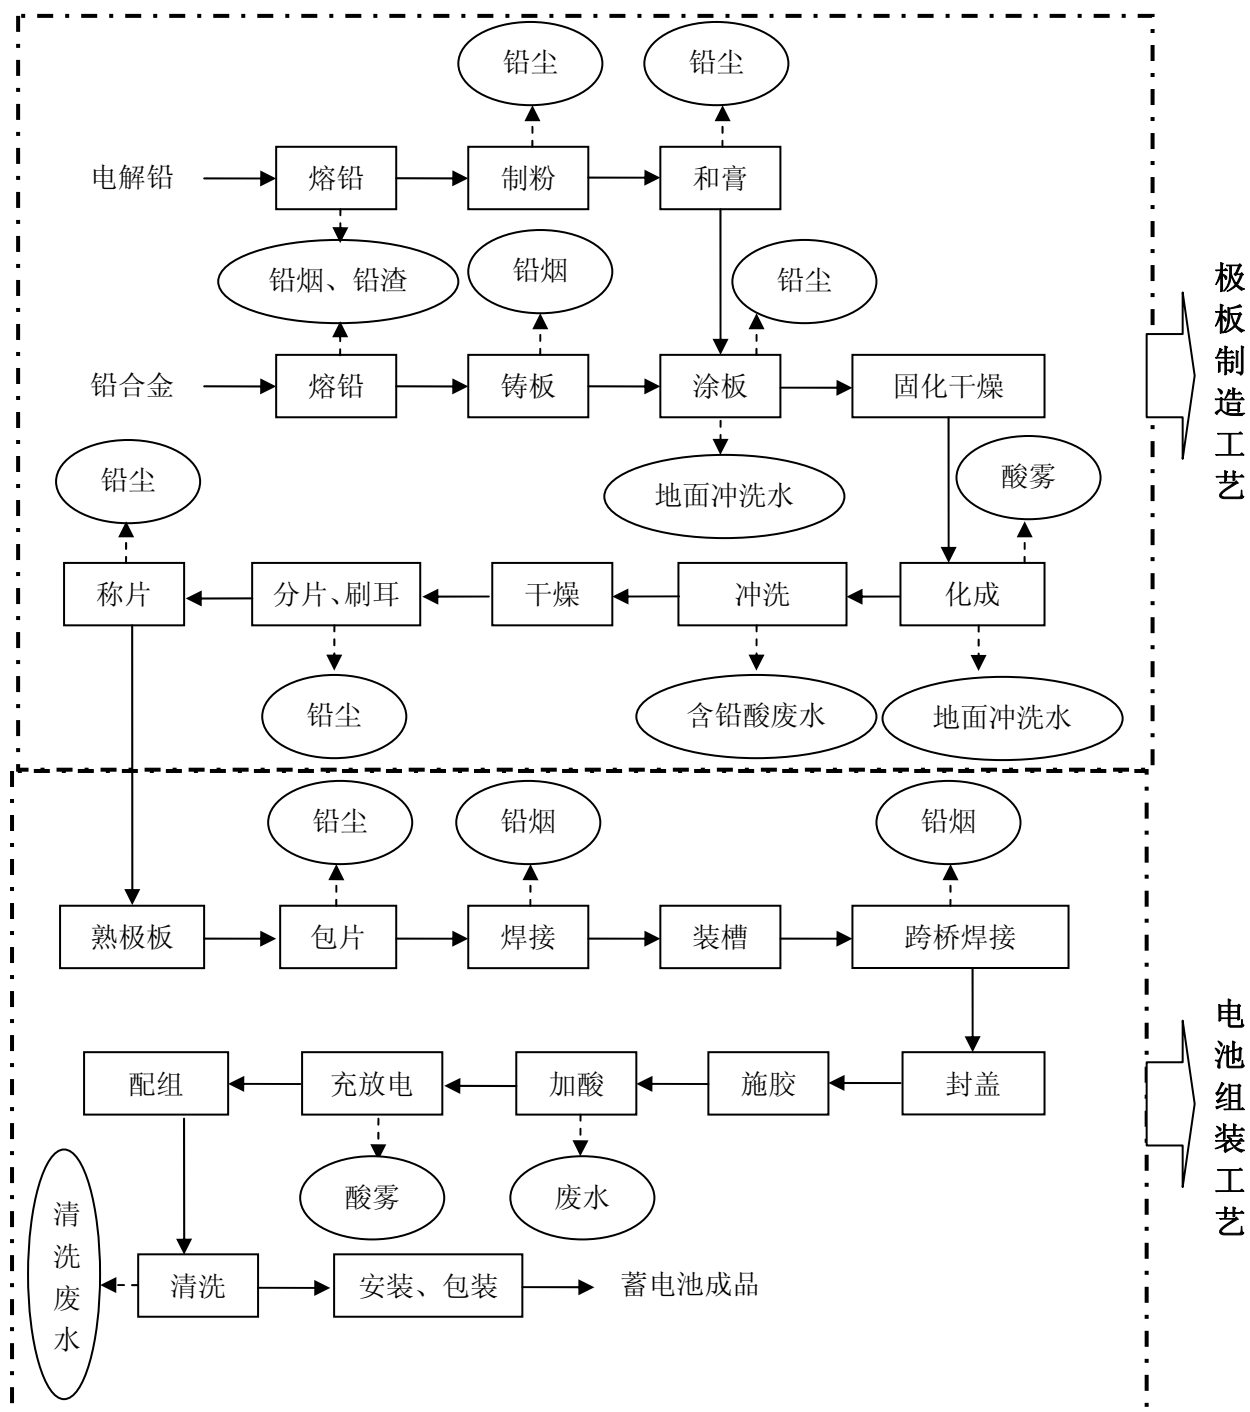 铅尘
铅尘
电解铅
熔铅
制粉
和膏
铅烟、铅渣
铅烟
铅尘
铅合金
熔铅
铸板
涂板
固化干燥
铅尘
地面冲洗水
酸雾
称片
分片、刷耳
干燥
冲洗
化成
铅尘
含铅酸废水
地面冲洗水
极板制造工艺
铅尘
铅烟
铅烟
熟极板
包片
焊接
装槽
跨桥焊接
配组
充放电
加酸
施胶
封盖
酸雾
废水
清洗废水
清洗
安装、包装
蓄电池成品
电池组装工艺